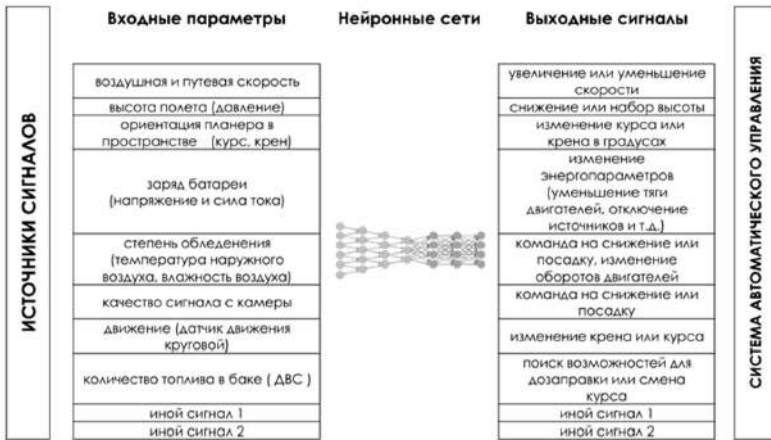 Входные параметры
Нейронные сети
Выходные сигналы
ИСТОЧНИКИ СИГНАЛОВ
воздушная и путевая скорость
высота полета (давление)
ориентация планера в
пространстве (курс, крен)
заряд батареи
(напряжение и сила тока)
степень обледенения
(температура наружного
воздуха, влажность воздуха)
качество сигнала с камеры
движение (датчик движения
круговой)
количество топлива в баке ( ДВС )
иной сигнал 1
иной сигнал 2
увеличение или уменьшение
скорости
снижение или набор высоты
изменение курса или
крена в градусах
изменение
энергопараметров
(уменьшение тяги
двигателей, отключение
источников и т.д.)
команда на снижение или
посадку, изменение
оборотов двигателей
команда на снижение или
посадку
изменение крена или курса
поиск возможностей для
дозаправки или смена
курса
иной сигнал 1
иной сигнал 2
СИСТЕМА АВТОМАТИЧЕСКОГО УПРАВЛЕНИЯ